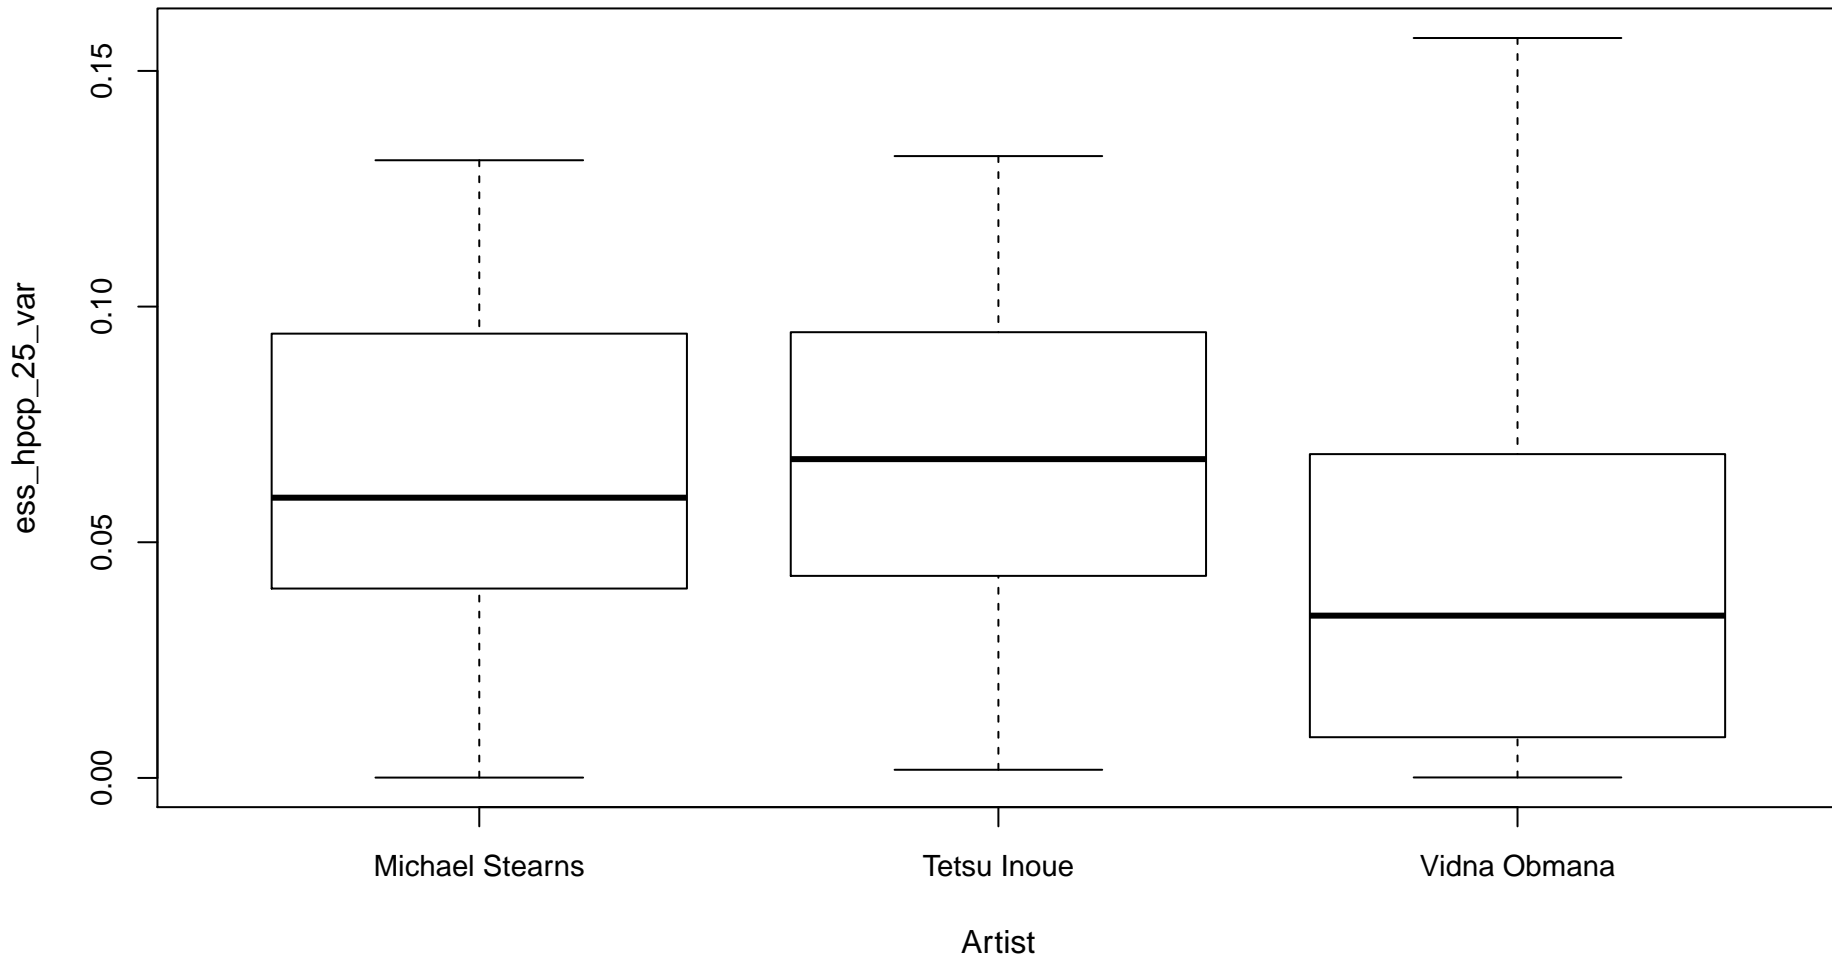 ess_hpcp_25_var
0.15
0.10
0.05
0.00
Michael Stearns
Tetsu Inoue
Vidna Obmana
Artist